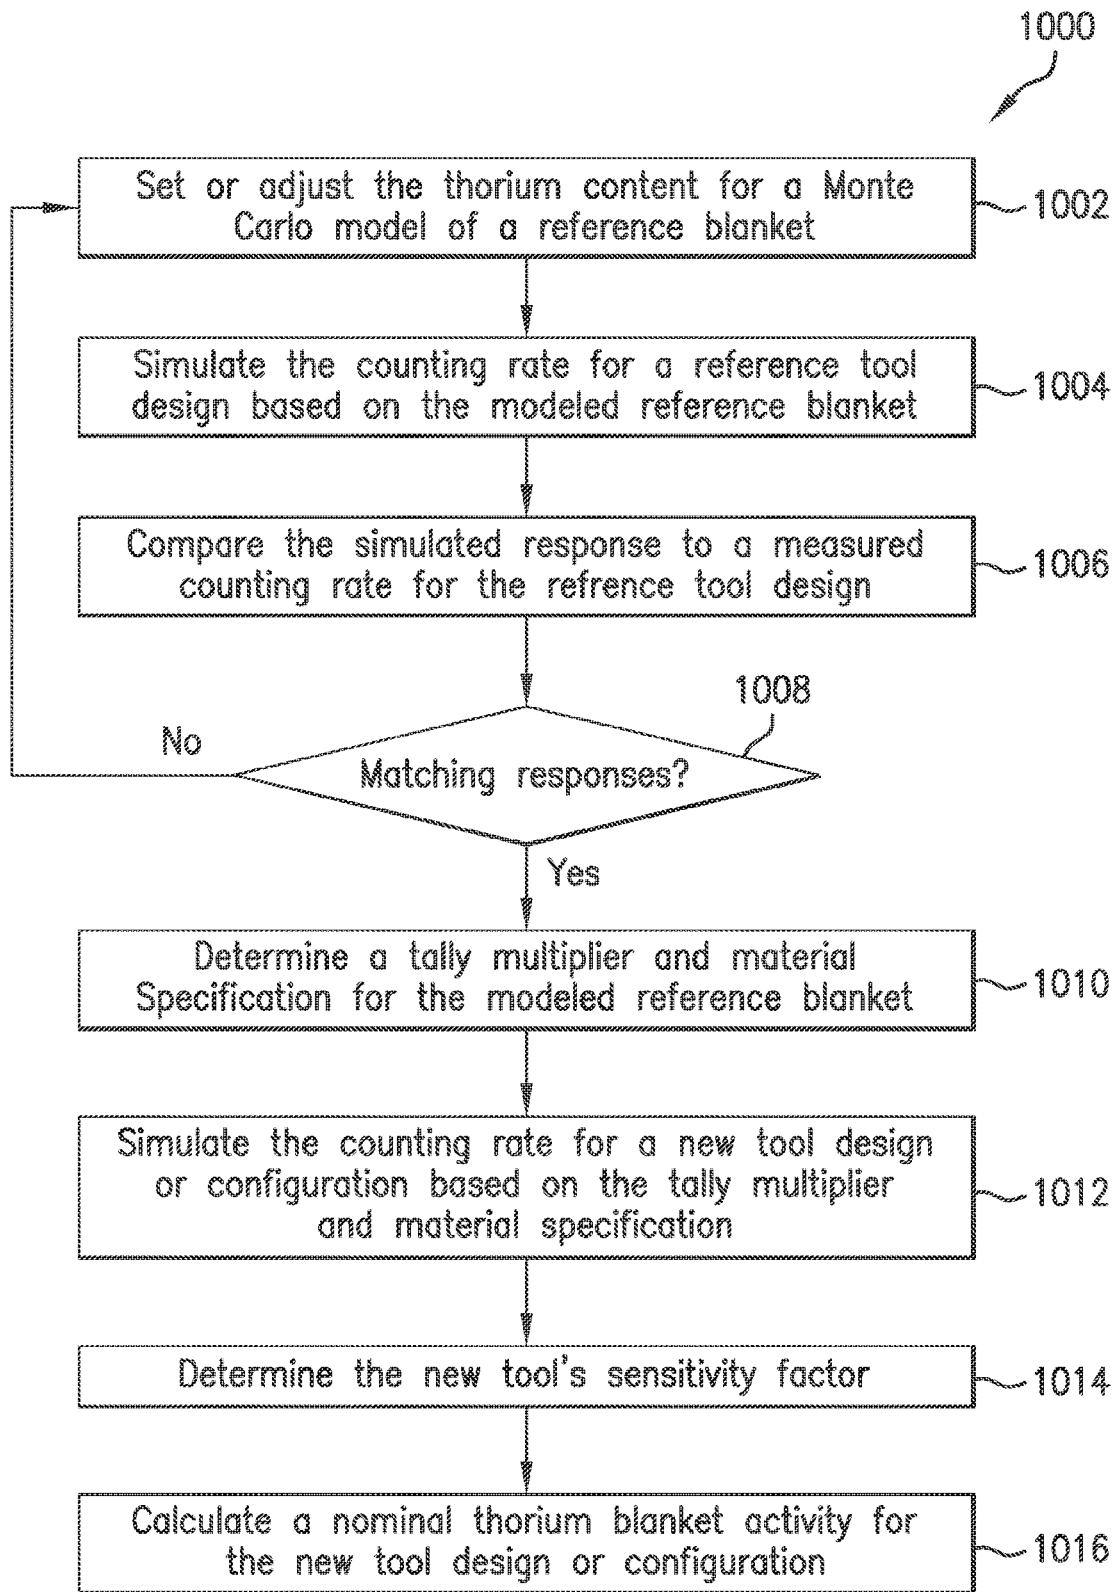 1000
Set or adjust the thorium content for a Monte
Carlo model of a reference blanket
1002
Simulate the counting rate for a reference tool
design based on the modeled reference blanket
1004
Compare the simulated response to a measured
counting rate for the refrence tool design
1006
1008
No
Matching responses?
Yes
Determine a tally multiplier and material
Specification for the modeled reference blanket
1010
Simulate the counting rate for a new tool design
or configuration based on the tally multiplier
and material specification
1012
Determine the new tool's sensitivity factor
1014
Calculate a nominal thorium blanket activity for
the new tool design or configuration
1016